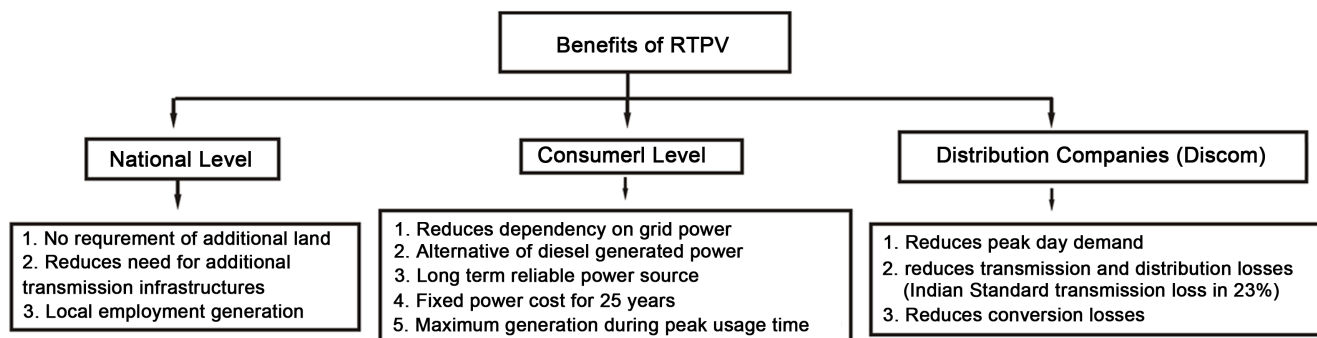 Benefits of RTPV
National Level
Consumerl Level
Distribution Companies (Discom)
1. No requrement of additional land
2. Reduces need for additional
transmission infrastructures
3. Local employment generation
1. Reduces dependency on grid power
2. Alternative of diesel generated power
3. Long term reliable power source
4. Fixed power cost for 25 years
5. Maximum generation during peak usage time
1. Reduces peak day demand
2. reduces transmission and distribution losses
(Indian Standard transmission loss in 23%)
3. Reduces conversion losses